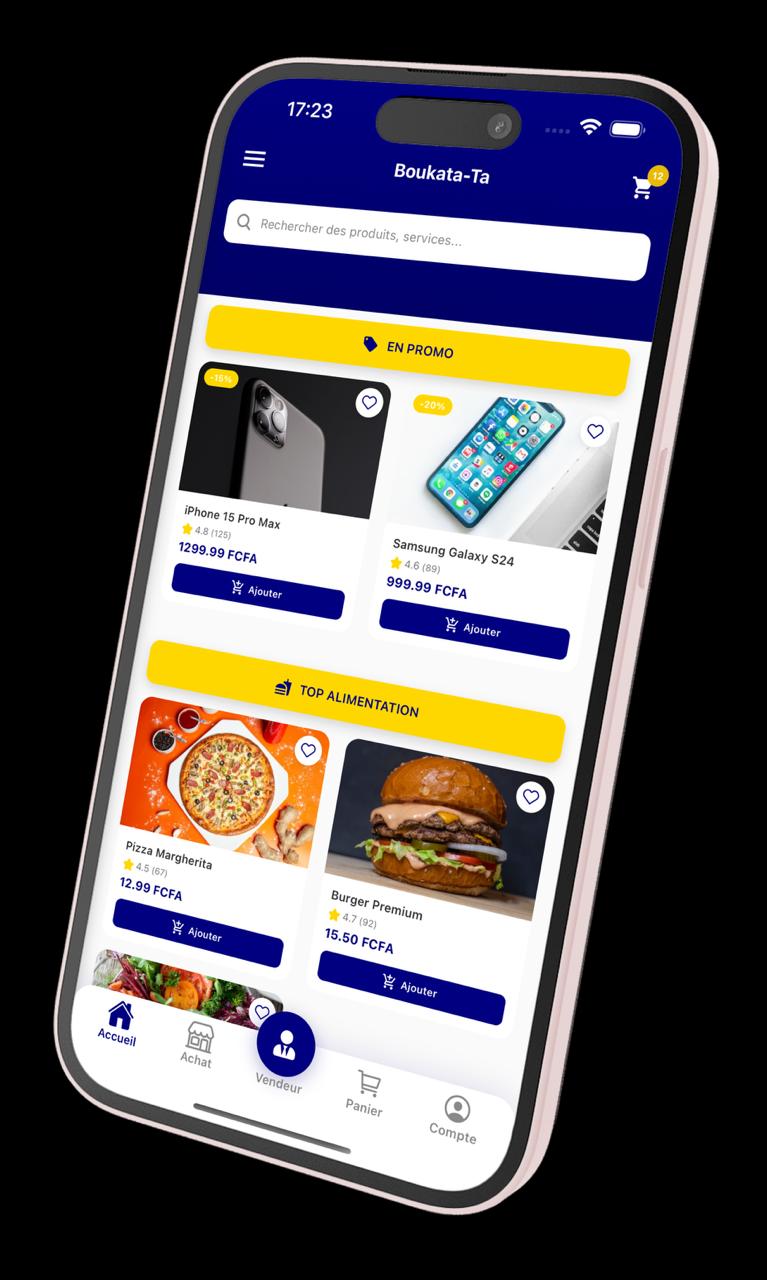 17:23
Boukata-Ta
12
Rechercher des produits, services...
EN PROMO
-15%
-20%
iPhone 15 Pro Max
4.8 (125)
1299.99 FCFA
Ajouter
Samsung Galaxy S24
4.6 (89)
999.99 FCFA
Ajouter
TOP ALIMENTATION
Pizza Margherita
4.5 (67)
12.99 FCFA
Ajouter
Burger Premium
4.7 (92)
15.50 FCFA
Ajouter
Accueil
Achat
Vendeur
Panier
Compte